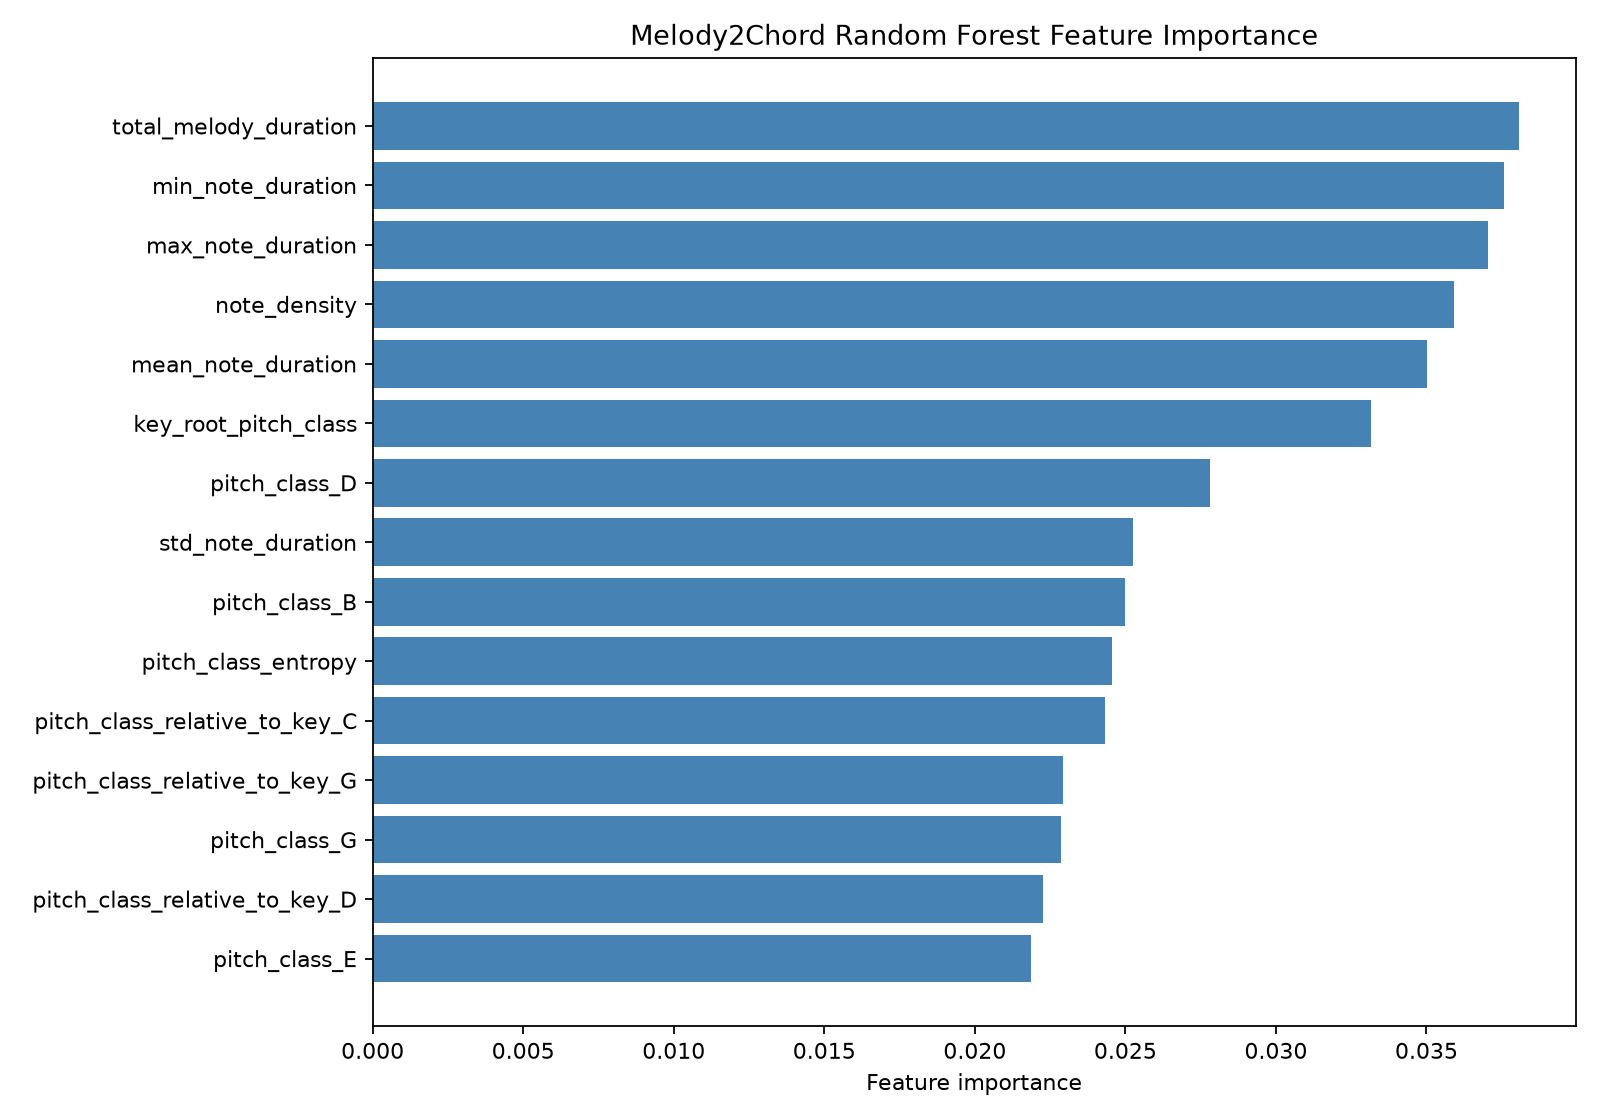 Melody2Chord Random Forest Feature Importance
total_melody_duration
min_note_duration
max_note_duration
note_density
mean_note_duration
key_root_pitch_class
pitch_class_D
std_note_duration
pitch_class_B
pitch_class_entropy
pitch_class_relative_to_key_C
pitch_class_relative_to_key_G
pitch_class_G
pitch_class_relative_to_key_D
pitch_class_E
0.000 0.005 0.010 0.015 0.020 0.025 0.030 0.035
Feature importance